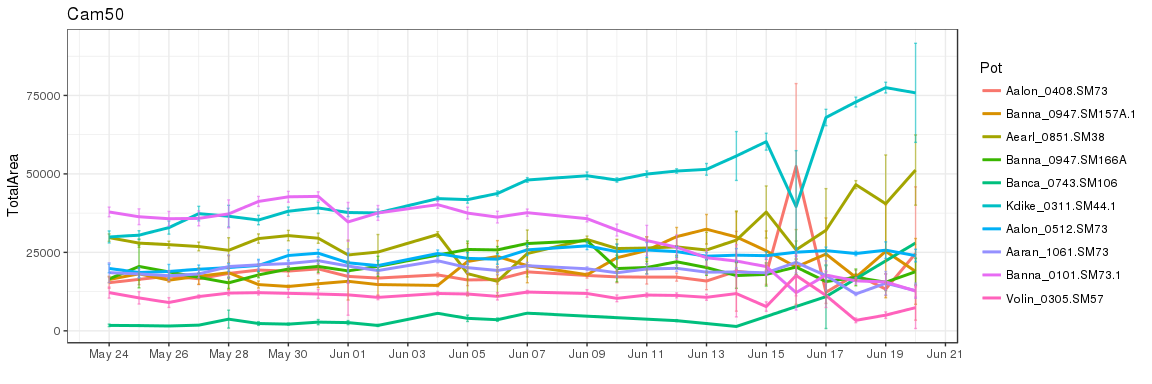 Cam50
TotalArea
75000
50000
25000
0
May 24 May 26 May 28 May 30 Jun 01 Jun 03 Jun 05 Jun 07 Jun 09 Jun 11 Jun 13 Jun 15 Jun 17 Jun 19 Jun 21
Pot
Aalon_0408.SM73
Banna_0947.SM157A.1
Aearl_0851.SM38
Banna_0947.SM166A
Banca_0743.SM106
Kdike_0311.SM44.1
Aalon_0512.SM73
Aaran_1061.SM73
Banna_0101.SM73.1
Volin_0305.SM57